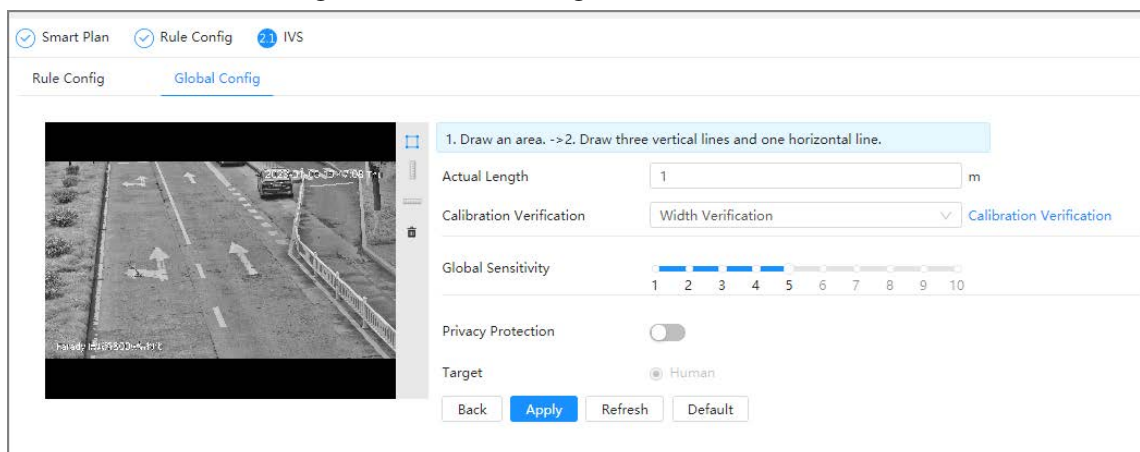 Smart Plan Rule Config 2.1 IVS
Rule Config Global Config
1. Draw an area. ->2. Draw three vertical lines and one horizontal line.
Actual Length 1 m
Calibration Verification Width Verification Calibration Verification
Global Sensitivity
1 2 3 4 5 6 7 8 9 10
Privacy Protection
Target Human
Back Apply Refresh Default